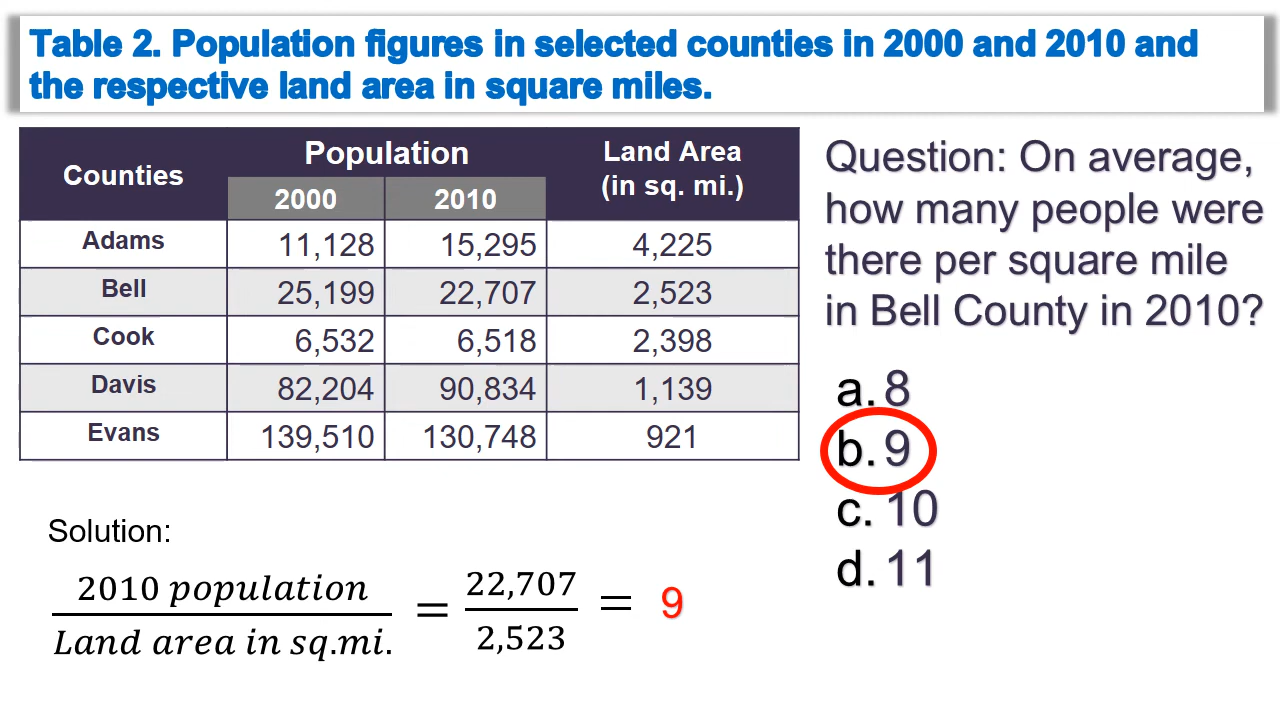 Table 2. Population figures in selected counties in 2000 and 2010 and
the respective land area in square miles.
Counties Population Land Area
(in sq. mi.)
2000 2010
Adams 11,128 15,295 4,225
Bell 25,199 22,707 2,523
Cook 6,532 6,518 2,398
Davis 82,204 90,834 1,139
Evans 139,510 130,748 921
Question: On average,
how many people were
there per square mile
in Bell County in 2010?
a. 8
b. 9
c. 10
d. 11
Solution:
2010 population
Land area in sq.mi.
=
22,707
2,523
= 9